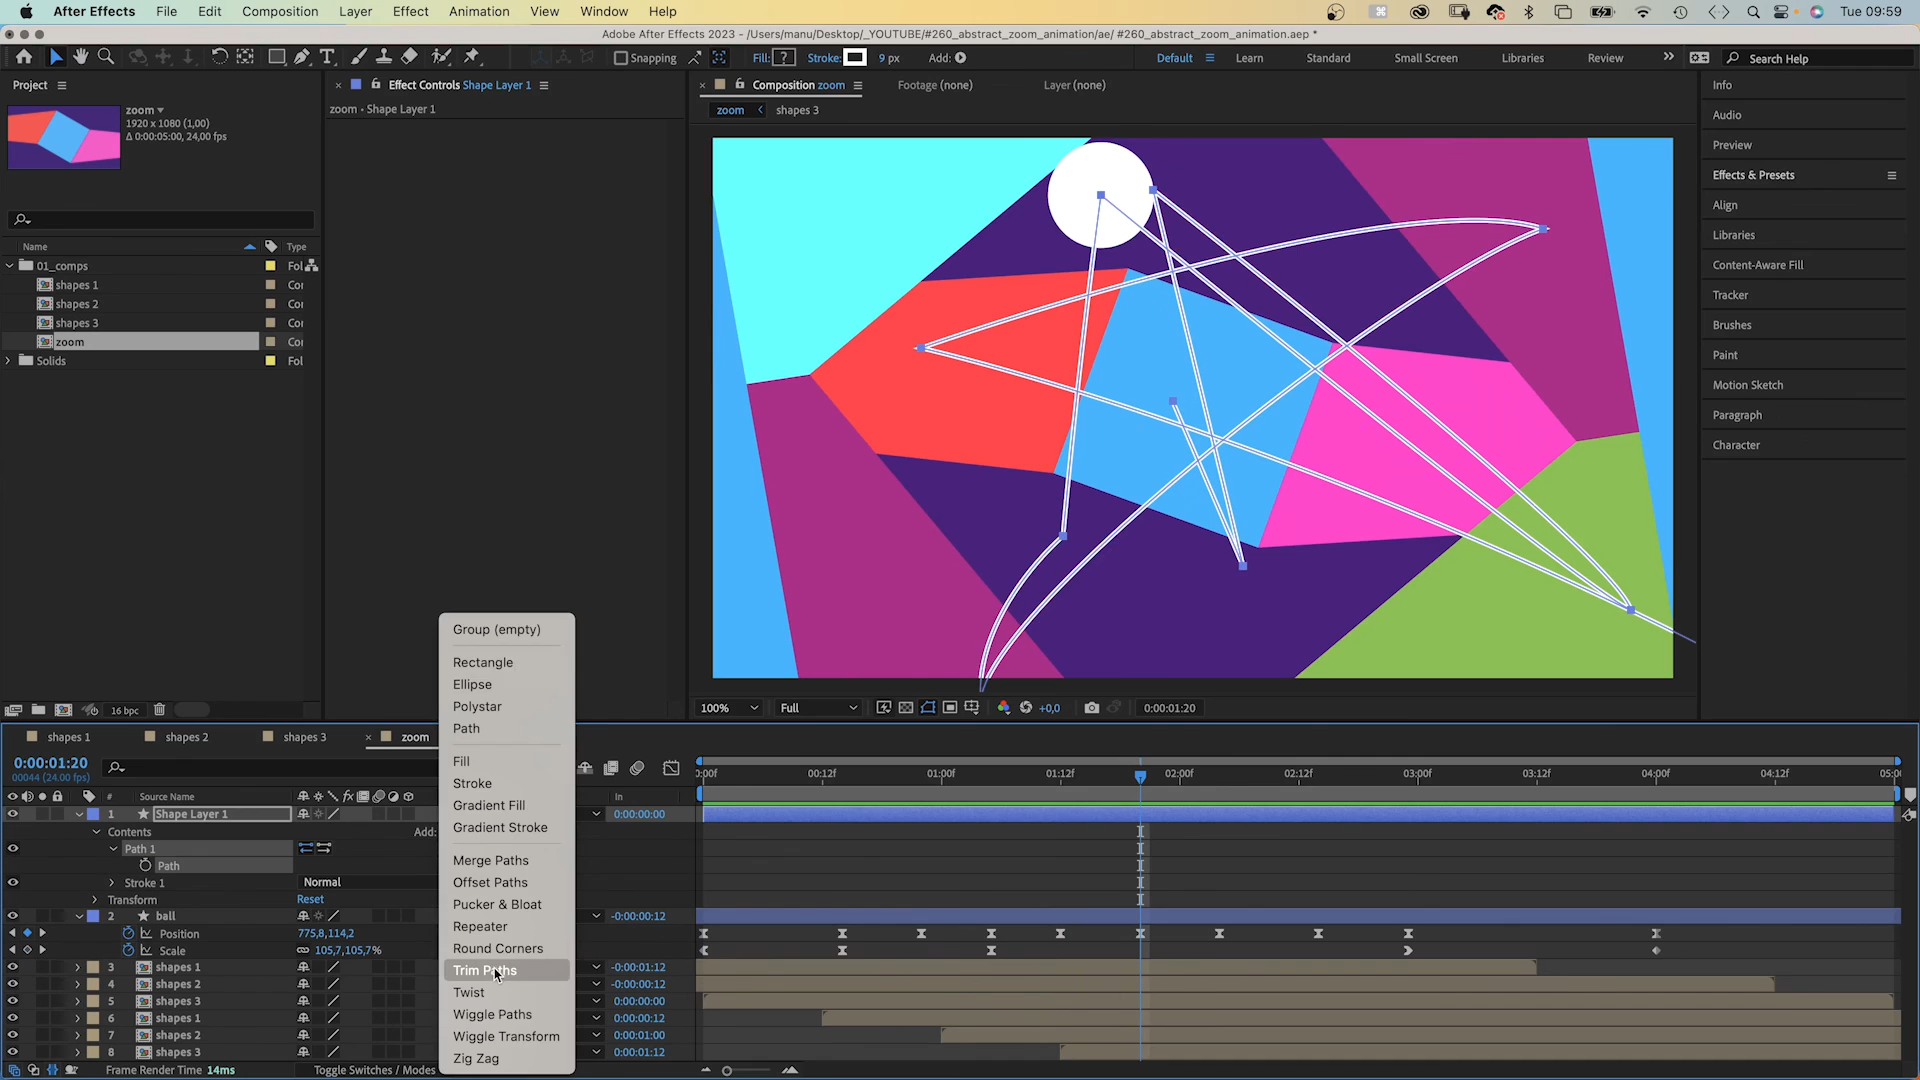 After Effects File Edit Composition Layer Effect Animation View Window Help Tue 09:59
Adobe After Effects 2023 - /Users/manu/Desktop/_YOUTUBE/#260_abstract_zoom_animation/ae/ #260_abstract_zoom_animation.aep *
Snapping Fill: ? Stroke: 9 px Add: Default Learn Standard Small Screen Libraries Review Search Help
Project
Effect Controls Shape Layer 1
Composition zoom
Footage (none)
Layer (none)
zoom
1920 x 1080 (1,00)
Δ 0:00:05:00, 24,00 fps
zoom • Shape Layer 1
zoom shapes 3
Name Type
01_comps Fol
shapes 1 Cor
shapes 2 Cor
shapes 3 Cor
zoom Cor
Solids Fol
Info
Audio
Preview
Effects & Presets
Align
Libraries
Content-Aware Fill
Tracker
Brushes
Paint
Motion Sketch
Paragraph
Character
16 bpc
100% Full +0,0 0:00:01:20
Group (empty)
Rectangle
Ellipse
Polystar
Path
Fill
Stroke
Gradient Fill
Gradient Stroke
Merge Paths
Offset Paths
Pucker & Bloat
Repeater
Round Corners
Trim Paths
Twist
Wiggle Paths
Wiggle Transform
Zig Zag
shapes 1 shapes 2 shapes 3 zoom
0:00:01:20
00044 (24.00 fps)
:00f 00:12f 01:00f 01:12f 02:00f 02:12f 03:00f 03:12f 04:00f 04:12f 05:0
# Source Name fx In
1 Shape Layer 1 0:00:00:00
Contents Add:
Path 1
Path
Stroke 1 Normal
Transform Reset
2 ball -0:00:00:12
Position 775,8,114,2
Scale 105,7,105,7%
3 shapes 1 -0:00:01:12
4 shapes 2 -0:00:00:12
5 shapes 3 0:00:00:00
6 shapes 1 0:00:00:12
7 shapes 2 0:00:01:00
8 shapes 3 0:00:01:12
Frame Render Time 14ms Toggle Switches / Modes